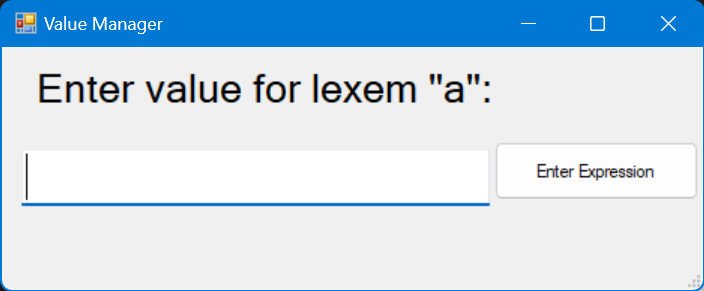 Value Manager
Enter value for lexem "a":
Enter Expression